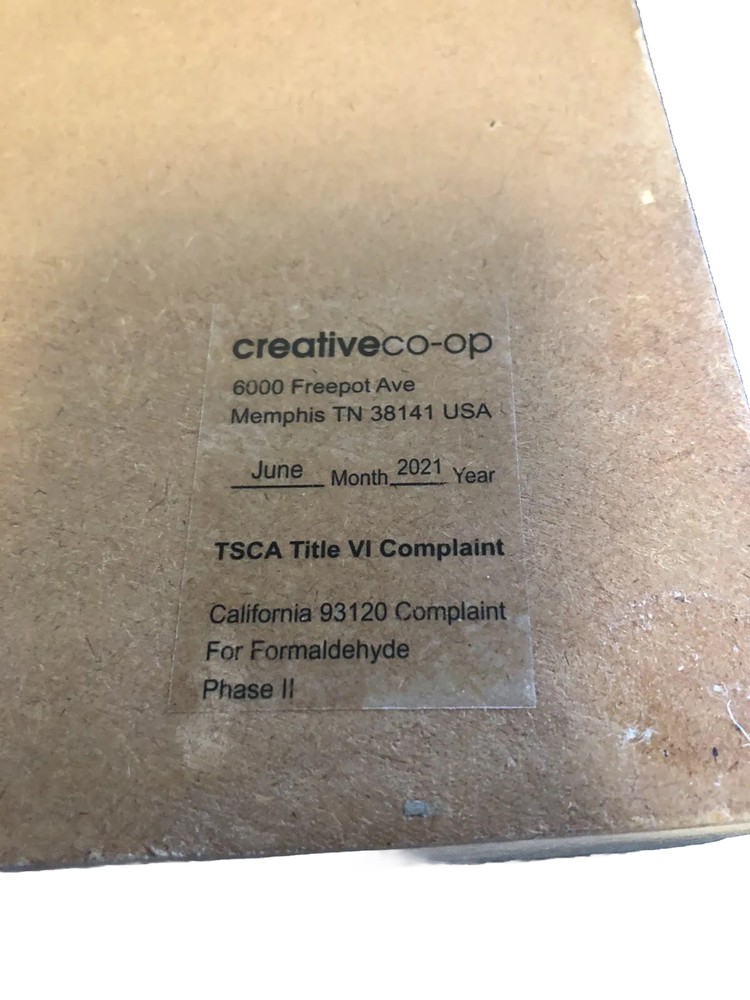 creativeco-op
6000 Freepot Ave
Memphis TN 38141 USA
June Month 2021 Year
TSCA Title VI Complaint
California 93120 Complaint
For Formaldehyde
Phase II